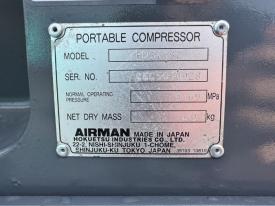 PORTABLE COMPRESSOR
MODEL
SER. NO.
NORMAL OPERATING
PRESSURE MPa
NET DRY MASS kg
AIRMAN MADE IN JAPAN
HOKUETSU INDUSTRIES CO., LTD.
22-2, NISHI-SHINJUKU 1-CHOME,
SHINJUKU-KU TOKYO JAPAN